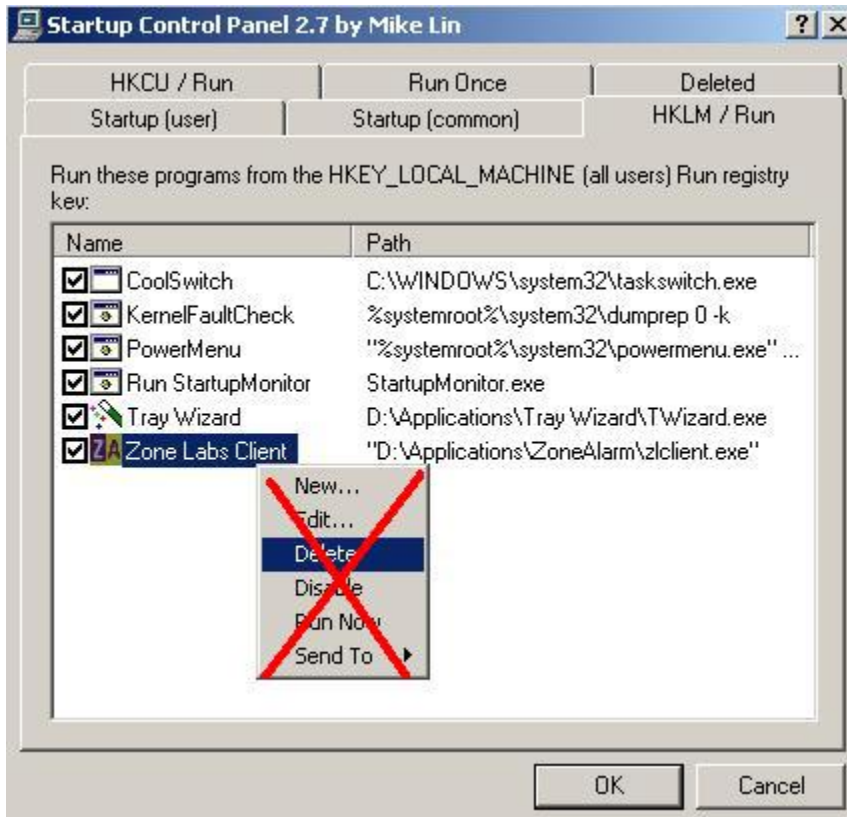 Startup Control Panel 2.7 by Mike Lin
HKCU / Run Run Once Deleted
Startup (user) Startup (common) HKLM / Run
Run these programs from the HKEY_LOCAL_MACHINE (all users) Run registry
key:
Name Path
CoolSwitch C:\WINDOWS\system32\taskswitch.exe
KernelFaultCheck %systemroot%\system32\dumprep 0 -k
PowerMenu "%systemroot%\system32\powermenu.exe" ...
Run StartupMonitor StartupMonitor.exe
Tray Wizard D:\Applications\Tray Wizard\TWizard.exe
ZA Zone Labs Client "D:\Applications\ZoneAlarm\zlclient.exe"
New...
Edit...
Delete
Disable
Run Now
Send To
OK Cancel